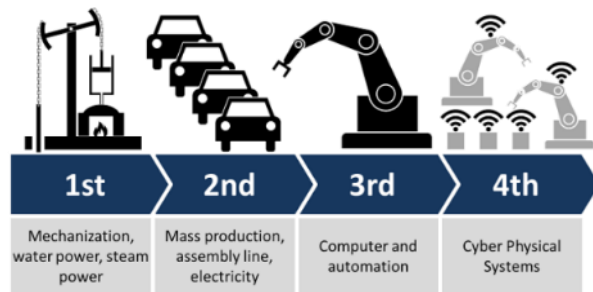 1st
2nd
3rd
4th
Mechanization,
water power, steam
power
Mass production,
assembly line,
electricity
Computer and
automation
Cyber Physical
Systems